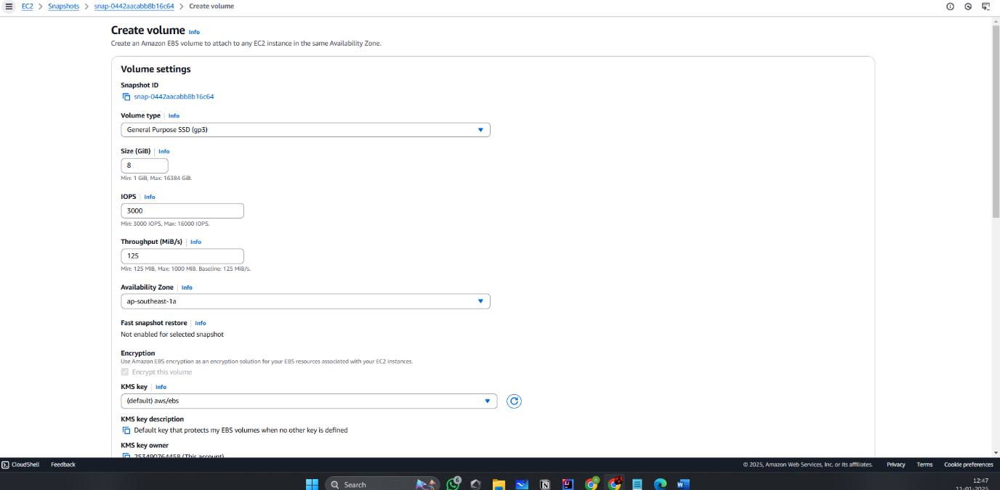 EC2 > Snapshots > snap-0442aacabb8b16c64 > Create volume
Create volume Info
Create an Amazon EBS volume to attach to any EC2 instance in the same Availability Zone.
Volume settings
Snapshot ID
snap-0442aacabb8b16c64
Volume type | Info
General Purpose SSD (gp3)
Size (GiB) | Info
8
Min: 1 GiB, Max: 16384 GiB.
IOPS | Info
3000
Min: 3000 IOPS, Max: 16000 IOPS.
Throughput (MiB/s) | Info
125
Min: 125 MiB, Max: 1000 MiB. Baseline: 125 MiB/s.
Availability Zone | Info
ap-southeast-1a
Fast snapshot restore | Info
Not enabled for selected snapshot
Encryption
Use Amazon EBS encryption as an encryption solution for your EBS resources associated with your EC2 instances.
Encrypt this volume
KMS key | Info
(default) aws/ebs
KMS key description
Default key that protects my EBS volumes when no other key is defined
KMS key owner
253490764458 (This account)
CloudShell Feedback © 2025, Amazon Web Services, Inc. or its affiliates. Privacy Terms Cookie preferences
Search
12:47
11-01-2025